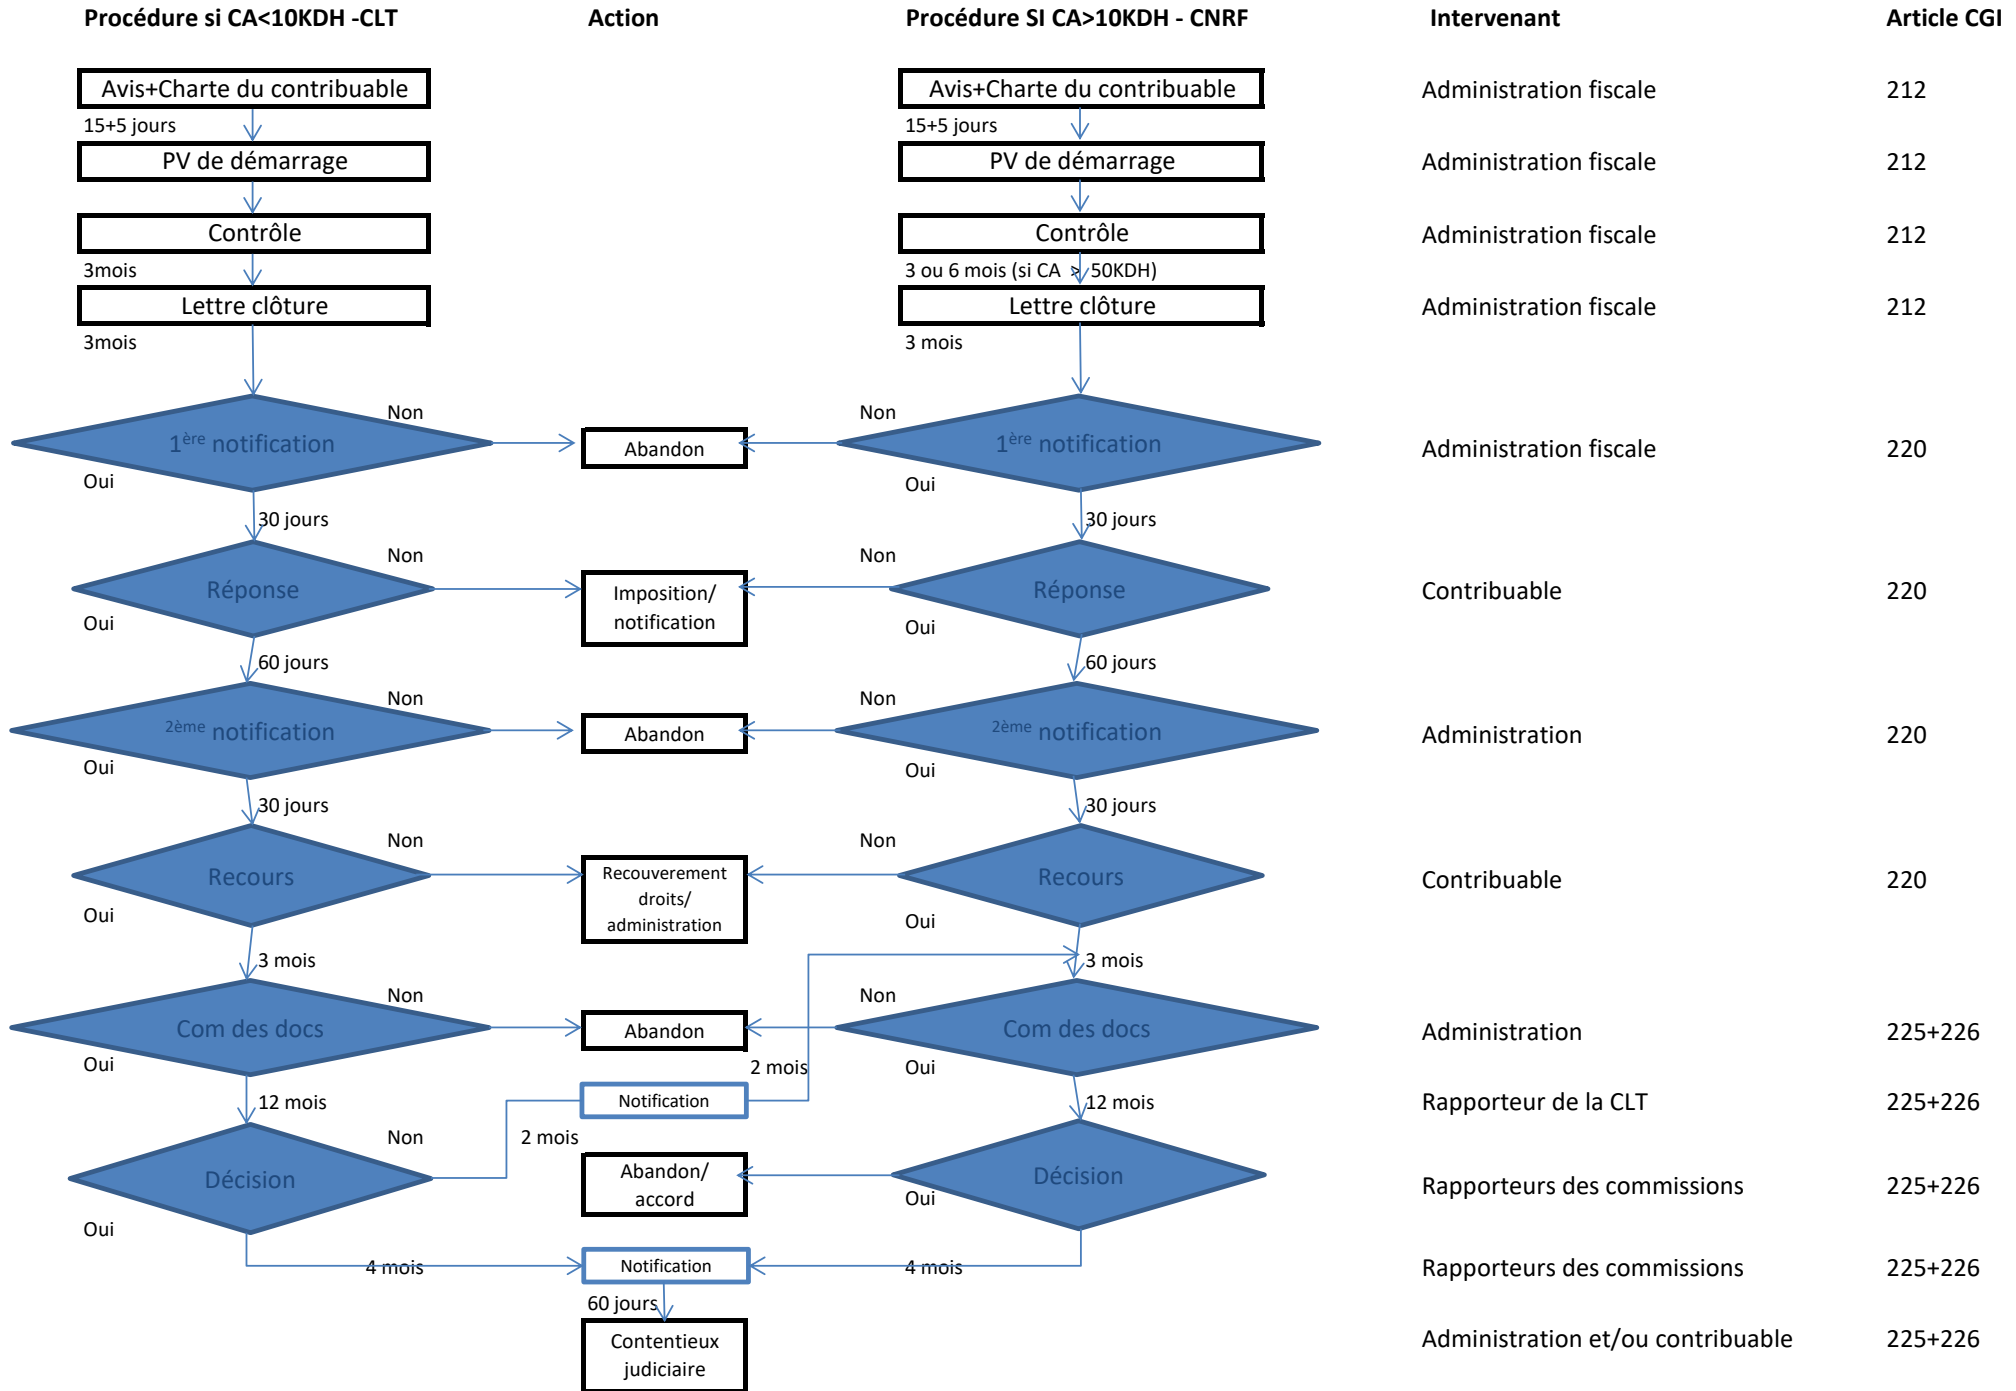 Procédure si CA<10KDH -CLT Action Procédure SI CA>10KDH - CNRF Intervenant Article CGI
Avis+Charte du contribuable Avis+Charte du contribuable Administration fiscale 212
15+5 jours 15+5 jours
PV de démarrage PV de démarrage Administration fiscale 212
Contrôle Contrôle Administration fiscale 212
3mois 3 ou 6 mois (si CA > 50KDH)
Lettre clôture Lettre clôture Administration fiscale 212
3mois 3 mois
Non Non
1ère notification Abandon 1ère notification Administration fiscale 220
Oui Oui
30 jours 30 jours
Non Non
Réponse Imposition/ Réponse Contribuable 220
notification
Oui Oui
60 jours 60 jours
Non Non
2ème notification Abandon 2ème notification Administration 220
Oui Oui
30 jours 30 jours
Non Non
Recours Recouverement Recours Contribuable 220
droits/
administration
Oui Oui
3 mois 3 mois
Non Non
Com des docs Abandon Com des docs Administration 225+226
Oui 2 mois Oui
12 mois Notification 12 mois Rapporteur de la CLT 225+226
Non 2 mois
Décision Abandon/ Décision Rapporteurs des commissions 225+226
accord Oui
Oui
4 mois Notification 4 mois Rapporteurs des commissions 225+226
60 jours
Contentieux Administration et/ou contribuable 225+226
judiciaire